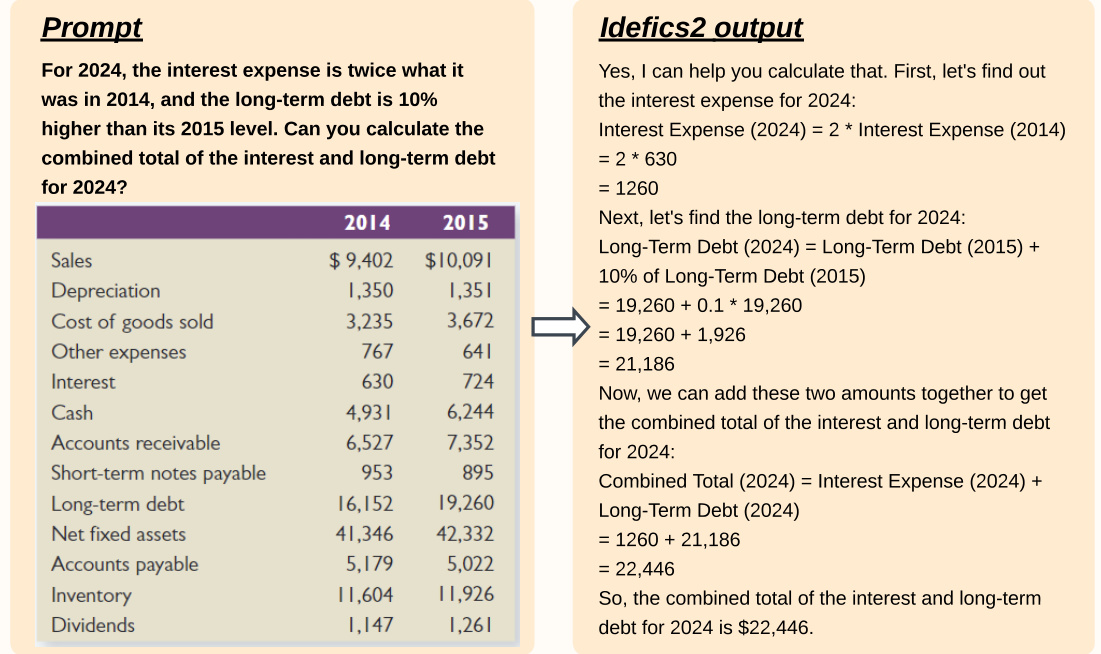 Prompt
For 2024, the interest expense is twice what it
was in 2014, and the long-term debt is 10%
higher than its 2015 level. Can you calculate the
combined total of the interest and long-term debt
for 2024?
2014 2015
Sales $ 9,402 $10,091
Depreciation 1,350 1,351
Cost of goods sold 3,235 3,672
Other expenses 767 641
Interest 630 724
Cash 4,931 6,244
Accounts receivable 6,527 7,352
Short-term notes payable 953 895
Long-term debt 16,152 19,260
Net fixed assets 41,346 42,332
Accounts payable 5,179 5,022
Inventory 11,604 11,926
Dividends 1,147 1,261
Idefics2 output
Yes, I can help you calculate that. First, let's find out
the interest expense for 2024:
Interest Expense (2024) = 2 * Interest Expense (2014)
= 2 * 630
= 1260
Next, let's find the long-term debt for 2024:
Long-Term Debt (2024) = Long-Term Debt (2015) +
10% of Long-Term Debt (2015)
= 19,260 + 0.1 * 19,260
= 19,260 + 1,926
= 21,186
Now, we can add these two amounts together to get
the combined total of the interest and long-term debt
for 2024:
Combined Total (2024) = Interest Expense (2024) +
Long-Term Debt (2024)
= 1260 + 21,186
= 22,446
So, the combined total of the interest and long-term
debt for 2024 is $22,446.